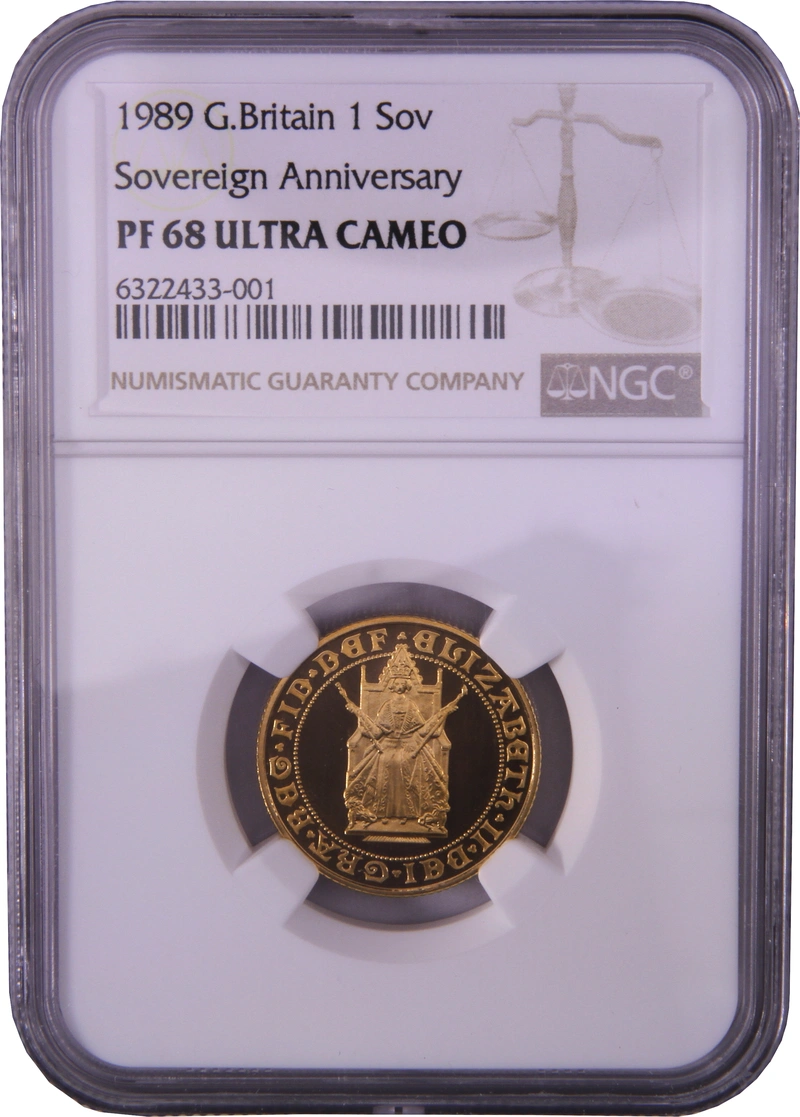 1989 G.Britain 1 Sov
Sovereign Anniversary
PF 68 ULTRA CAMEO
6322433-001
NUMISMATIC GUARANTY COMPANY
NGC®
ELIZABETH·II·DEI·GRA·REG·FID·DEF